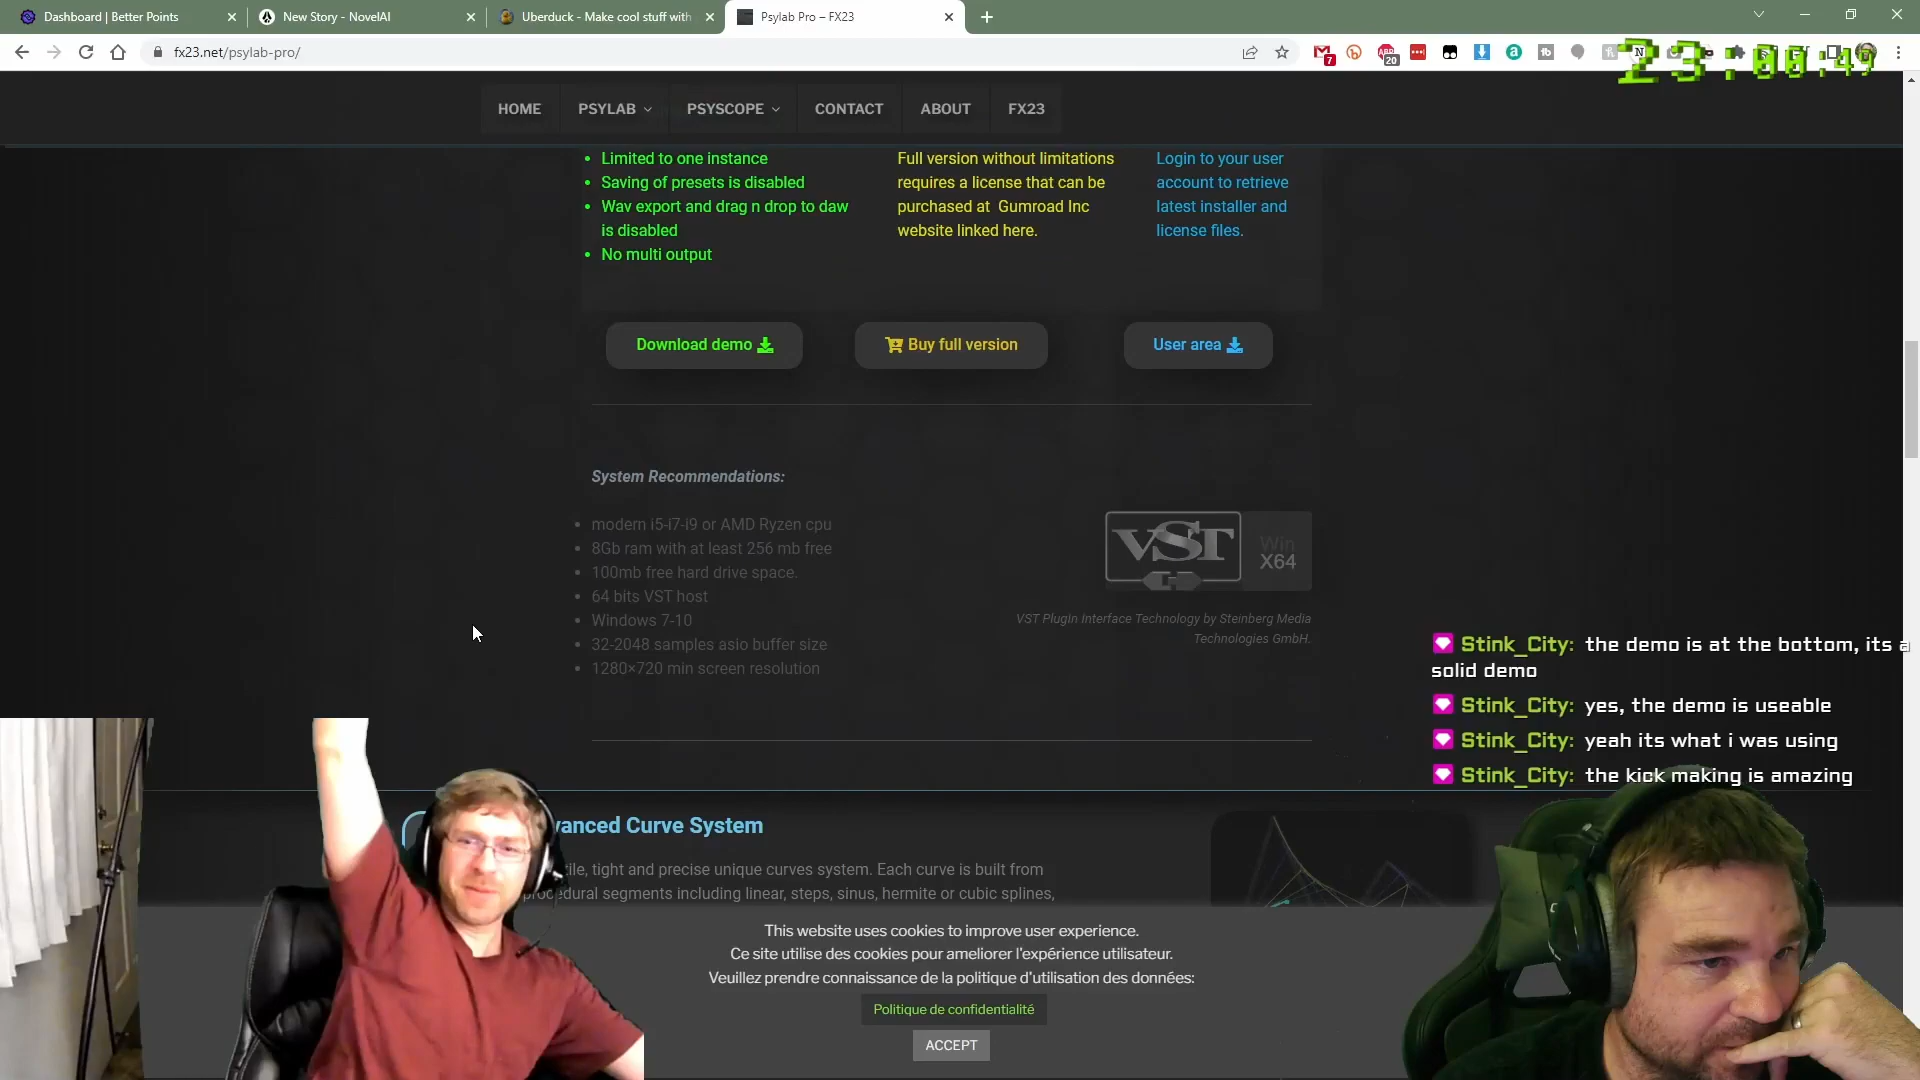 Dashboard | Better Points
New Story - NovelAI
Uberduck - Make cool stuff with
Psylab Pro – FX23
fx23.net/psylab-pro/
7
20
23:00:49
HOME
PSYLAB
PSYSCOPE
CONTACT
ABOUT
FX23
Limited to one instance
Saving of presets is disabled
Wav export and drag n drop to daw
is disabled
No multi output
Full version without limitations
requires a license that can be
purchased at Gumroad Inc
website linked here.
Login to your user
account to retrieve
latest installer and
license files.
Download demo
Buy full version
User area
System Recommendations:
modern i5-i7-i9 or AMD Ryzen cpu
8Gb ram with at least 256 mb free
100mb free hard drive space.
64 bits VST host
Windows 7-10
32-2048 samples asio buffer size
1280×720 min screen resolution
VST
Win
X64
VST PlugIn Interface Technology by Steinberg Media
Technologies GmbH.
Stink_City: the demo is at the bottom, its a
solid demo
Stink_City: yes, the demo is useable
Stink_City: yeah its what i was using
Stink_City: the kick making is amazing
vanced Curve System
tile, tight and precise unique curves system. Each curve is built from
procedural segments including linear, steps, sinus, hermite or cubic splines,
This website uses cookies to improve user experience.
Ce site utilise des cookies pour ameliorer l'expérience utilisateur.
Veuillez prendre connaissance de la politique d'utilisation des données:
Politique de confidentialité
ACCEPT